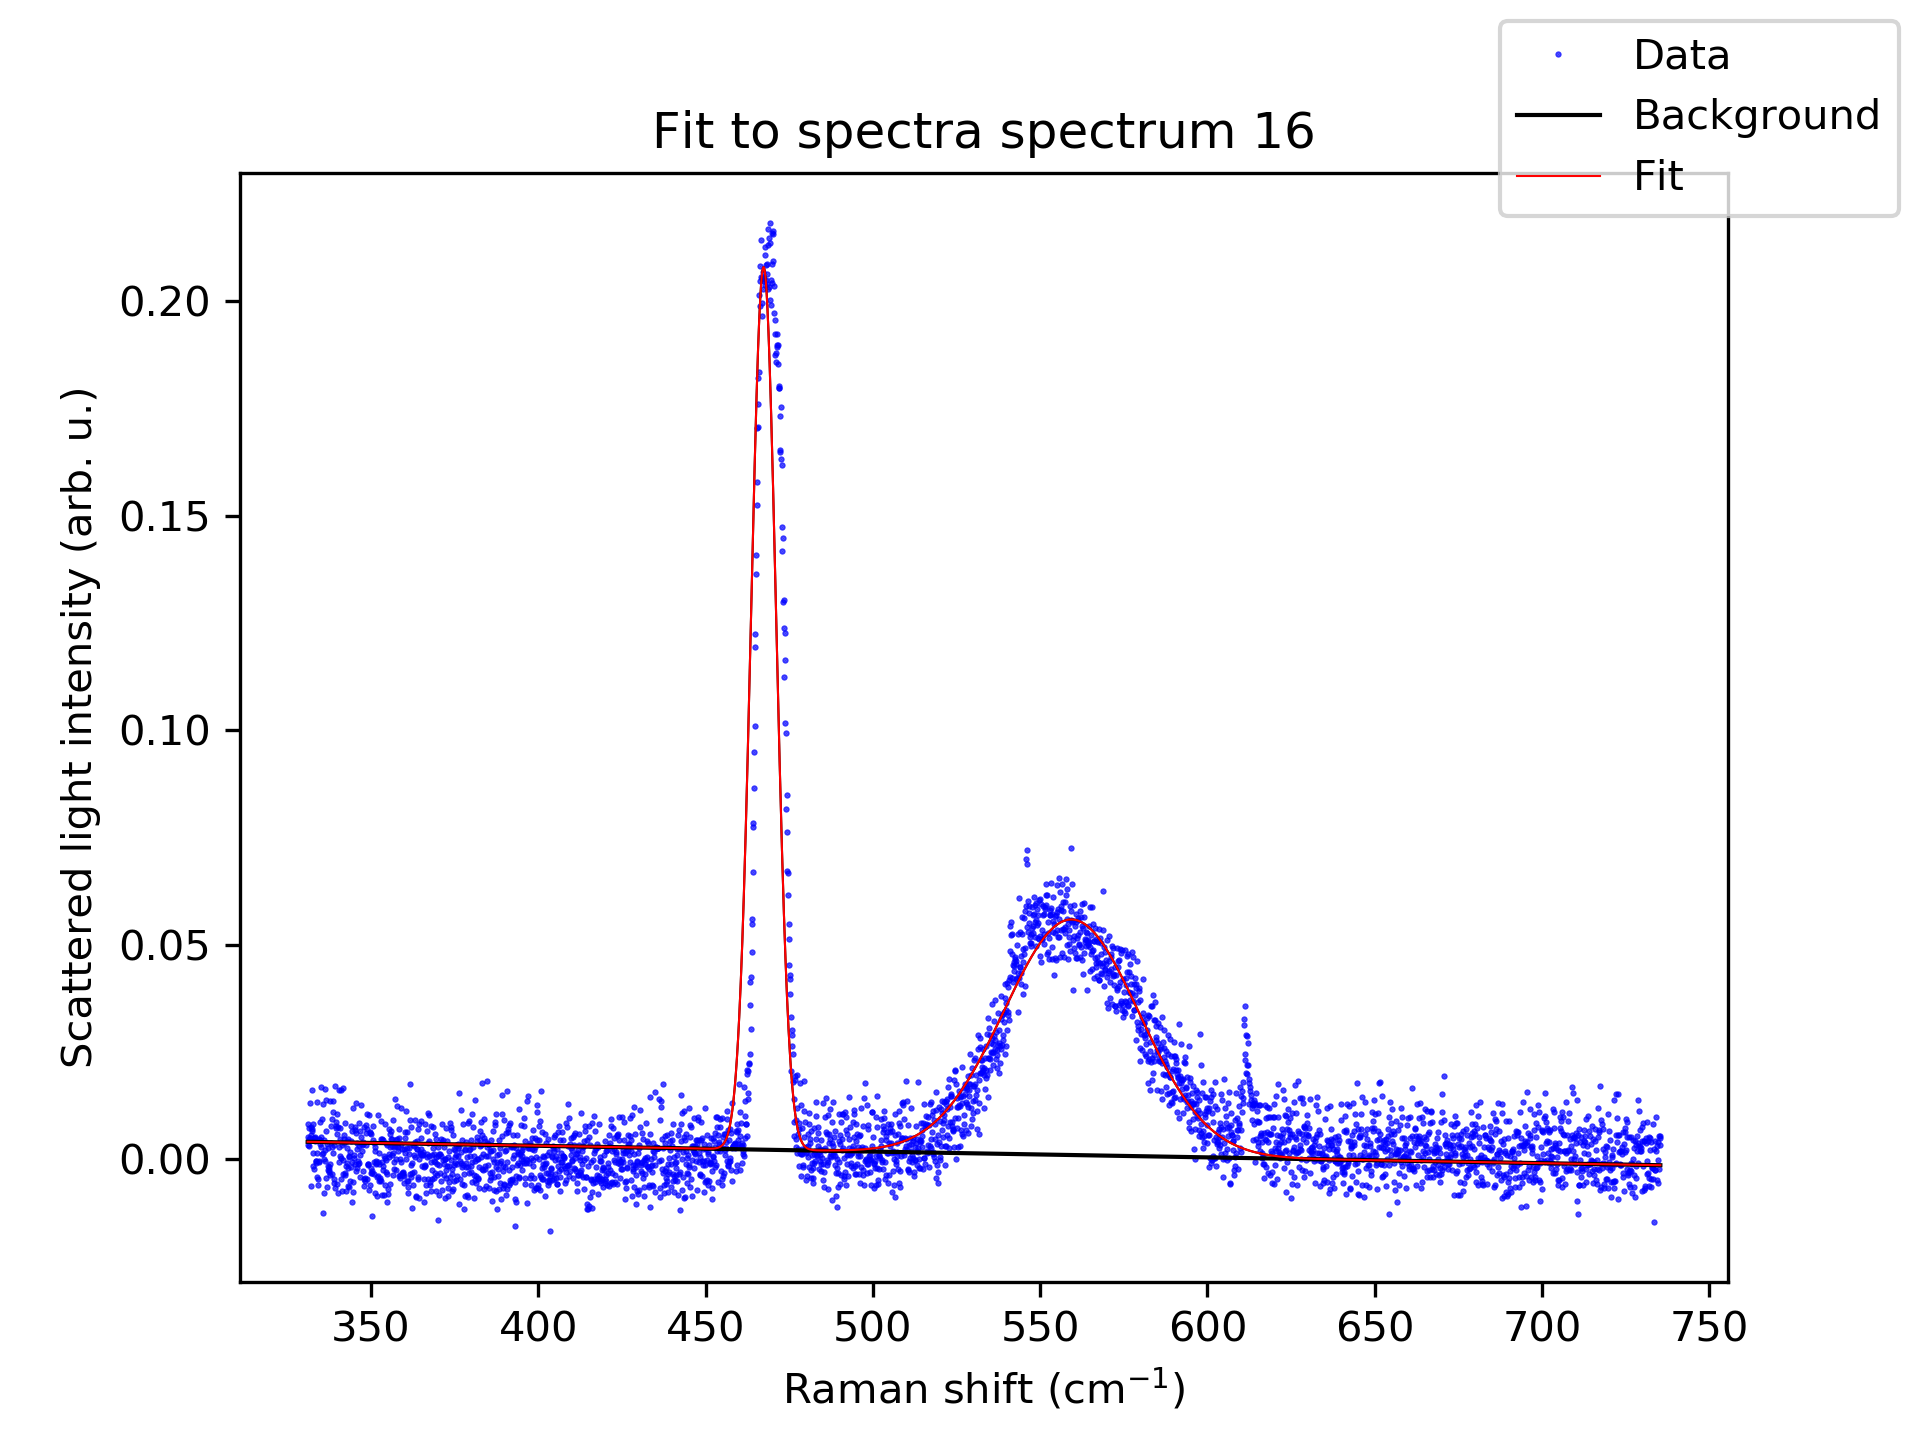 Data
Background
Fit
Fit to spectra spectrum 16
Scattered light intensity (arb. u.)
0.20
0.15
0.10
0.05
0.00
350 400 450 500 550 600 650 700 750
Raman shift (cm⁻¹)